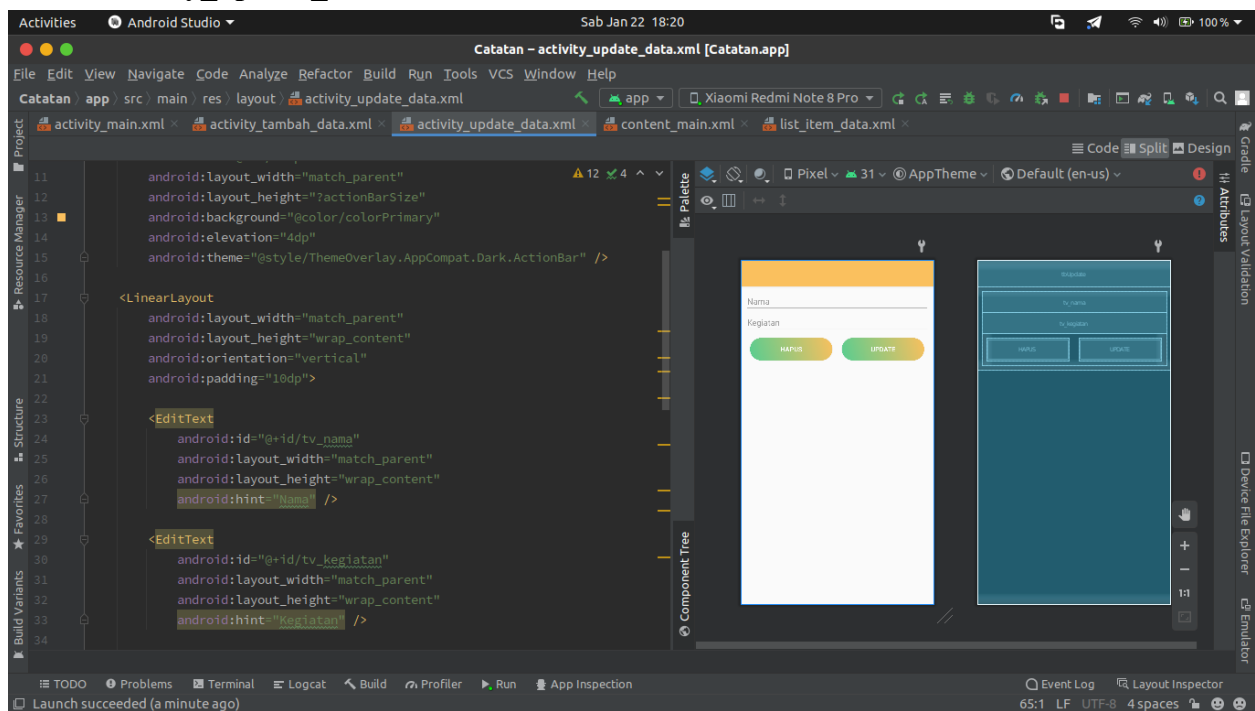 Activities Android Studio Sab Jan 22 18:20 100 %
Catatan – activity_update_data.xml [Catatan.app]
File Edit View Navigate Code Analyze Refactor Build Run Tools VCS Window Help
Catatan app src main res layout activity_update_data.xml app Xiaomi Redmi Note 8 Pro
activity_main.xml activity_tambah_data.xml activity_update_data.xml content_main.xml list_item_data.xml
Code Split Design
Project
Resource Manager
Structure
Favorites
Build Variants
11 android:layout_width="match_parent"
12 android:layout_height="?actionBarSize"
13 android:background="@color/colorPrimary"
14 android:elevation="4dp"
15 android:theme="@style/ThemeOverlay.AppCompat.Dark.ActionBar" />
16
17 <LinearLayout
18 android:layout_width="match_parent"
19 android:layout_height="wrap_content"
20 android:orientation="vertical"
21 android:padding="10dp">
22
23 <EditText
24 android:id="@+id/tv_nama"
25 android:layout_width="match_parent"
26 android:layout_height="wrap_content"
27 android:hint="Nama" />
28
29 <EditText
30 android:id="@+id/tv_kegiatan"
31 android:layout_width="match_parent"
32 android:layout_height="wrap_content"
33 android:hint="Kegiatan" />
34
12 4
Palette
Component Tree
Pixel 31 AppTheme Default (en-us)
Nama
Kegiatan
HAPUS UPDATE
tv_nama
tv_kegiatan
HAPUS UPDATE
1:1
Gradle
Attributes
Layout Validation
Device File Explorer
Emulator
TODO Problems Terminal Logcat Build Profiler Run App Inspection Event Log Layout Inspector
Launch succeeded (a minute ago) 65:1 LF UTF-8 4 spaces